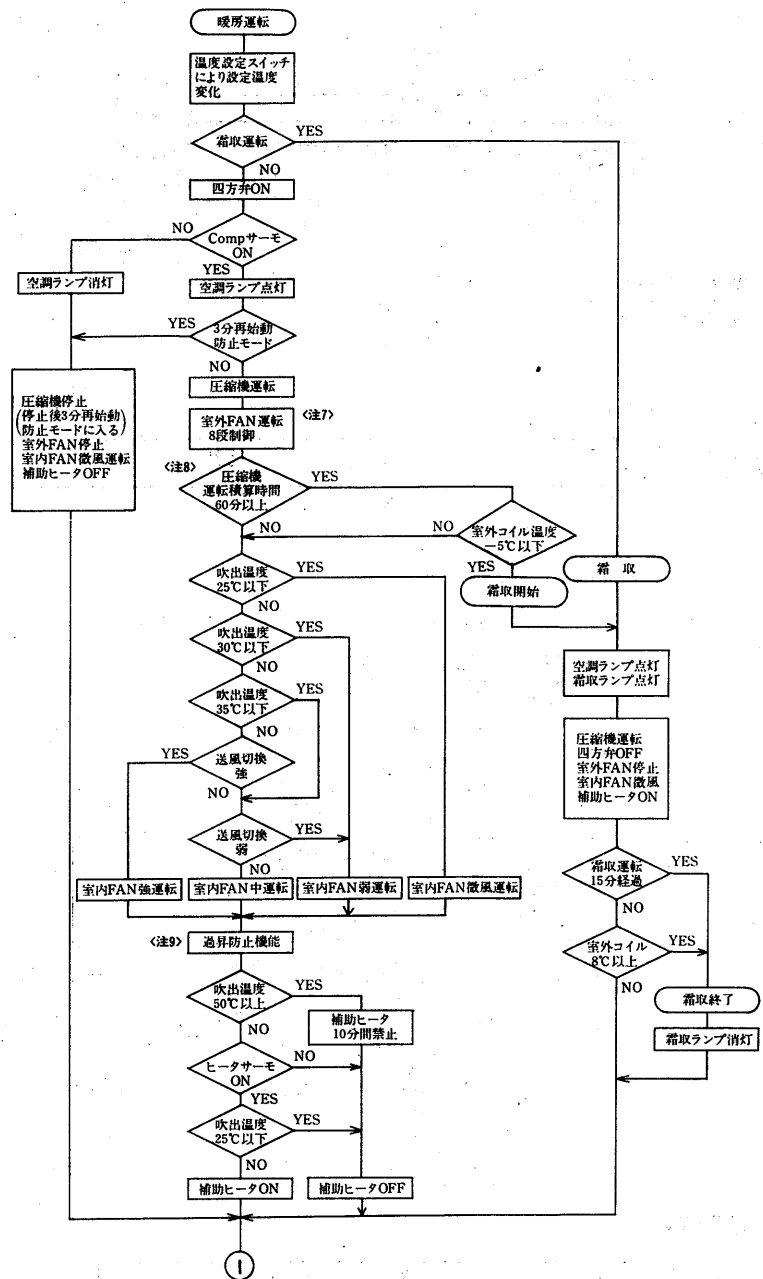 暖房運転
温度設定スイッチ
により設定温度
変化
霜取運転
YES
NO
四方弁ON
NO
Compサーモ
ON
YES
空調ランプ消灯
空調ランプ点灯
YES
3分再始動
防止モード
NO
圧縮機運転
圧縮機停止
(停止後3分再始動
防止モードに入る)
室外FAN停止
室内FAN微風運転
補助ヒータOFF
室外FAN運転
8段制御
<注7>
<注8>
圧縮機
運転積算時間
60分以上
YES
NO
NO
室外コイル温度
-5℃以下
YES
霜取開始
霜 取
吹出温度
25℃以下
YES
NO
吹出温度
30℃以下
YES
NO
吹出温度
35℃以下
YES
NO
YES
送風切換
強
NO
送風切換
弱
YES
NO
室内FAN強運転
室内FAN中運転
室内FAN弱運転
室内FAN微風運転
空調ランプ点灯
霜取ランプ点灯
圧縮機運転
四方弁OFF
室外FAN停止
室内FAN微風
補助ヒータON
霜取運転
15分経過
YES
NO
室外コイル
8℃以上
YES
NO
霜取終了
霜取ランプ消灯
<注9>
過昇防止機能
吹出温度
50℃以上
YES
NO
補助ヒータ
10分間禁止
ヒータサーモ
ON
NO
YES
吹出温度
25℃以下
YES
NO
補助ヒータON
補助ヒータOFF
1